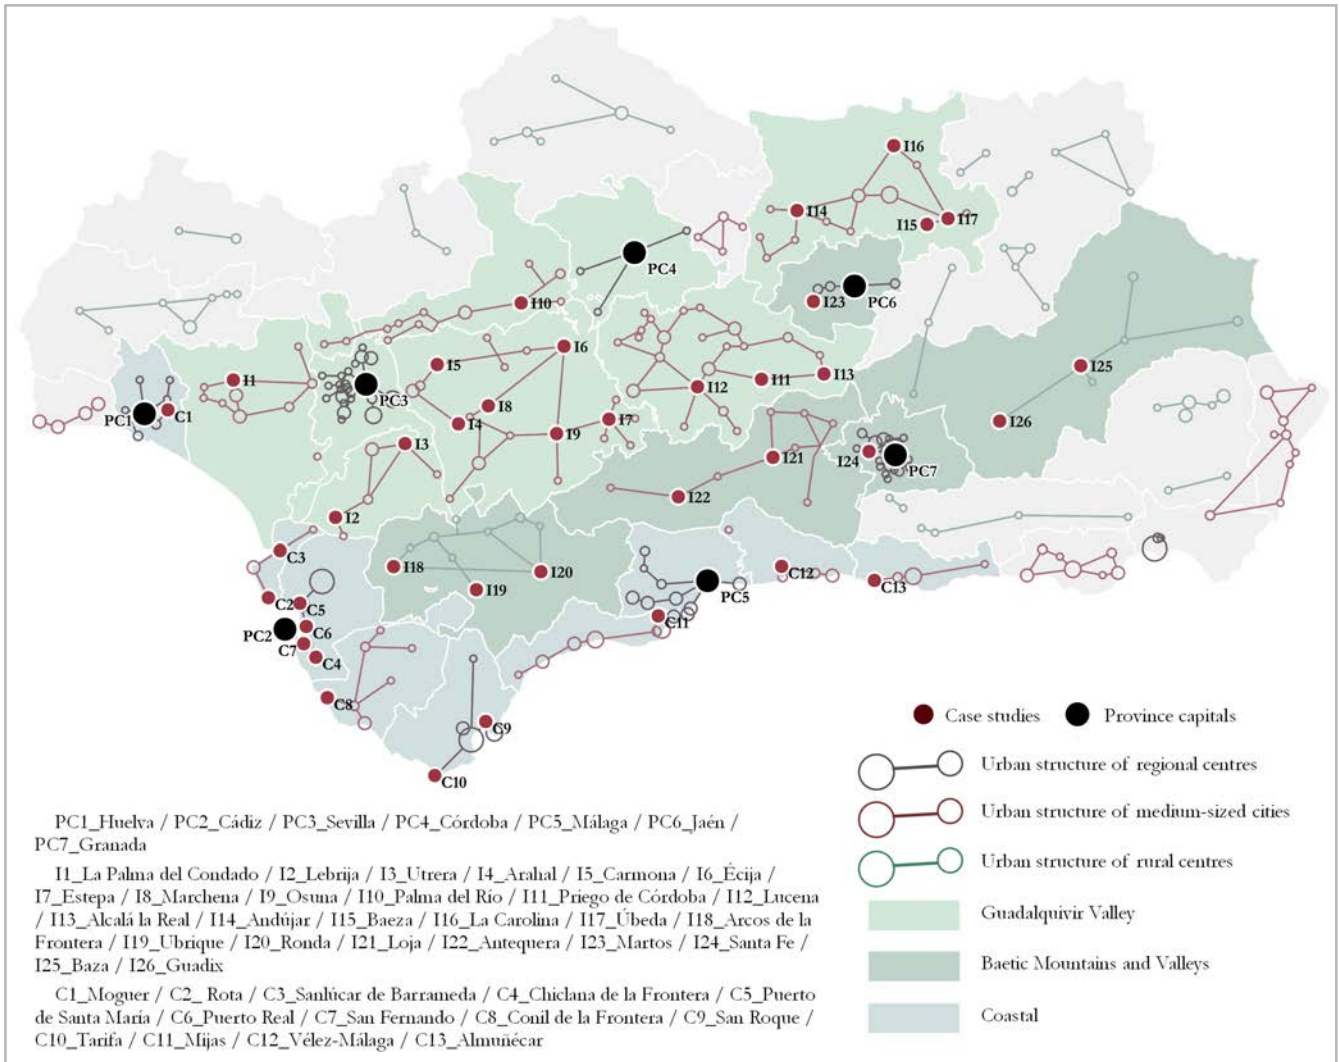 I16
I14
I15
I17
PC4
PC6
I23
I10
I6
I5
I1
PC3
I12
I11
I13
I25
PC1
C1
I8
I4
I7
I9
I26
I3
I21
I24
PC7
I22
I2
C3
I18
I20
C12
I19
C13
PC5
C2
C5
C11
PC2
C6
C7
C4
C8
C9
C10
Case studies
Province capitals
Urban structure of regional centres
Urban structure of medium-sized cities
Urban structure of rural centres
Guadalquivir Valley
Baetic Mountains and Valleys
Coastal
PC1_Huelva / PC2_Cádiz / PC3_Sevilla / PC4_Córdoba / PC5_Málaga / PC6_Jaén /
PC7_Granada
I1_La Palma del Condado / I2_Lebrija / I3_Utrera / I4_Arahal / I5_Carmona / I6_Écija /
I7_Estepa / I8_Marchena / I9_Osuna / I10_Palma del Río / I11_Priego de Córdoba / I12_Lucena
/ I13_Alcalá la Real / I14_Andújar / I15_Baeza / I16_La Carolina / I17_Úbeda / I18_Arcos de la
Frontera / I19_Ubrique / I20_Ronda / I21_Loja / I22_Antequera / I23_Martos / I24_Santa Fe /
I25_Baza / I26_Guadix
C1_Moguer / C2_ Rota / C3_Sanlúcar de Barrameda / C4_Chiclana de la Frontera / C5_Puerto
de Santa María / C6_Puerto Real / C7_San Fernando / C8_Conil de la Frontera / C9_San Roque /
C10_Tarifa / C11_Mijas / C12_Vélez-Málaga / C13_Almuñécar